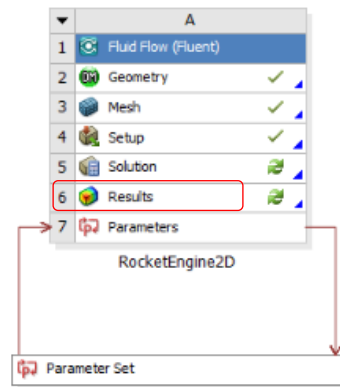 A
1 Fluid Flow (Fluent)
2 DM Geometry
3 Mesh
4 Setup
5 Solution
6 Results
7 Parameters
RocketEngine2D
Parameter Set